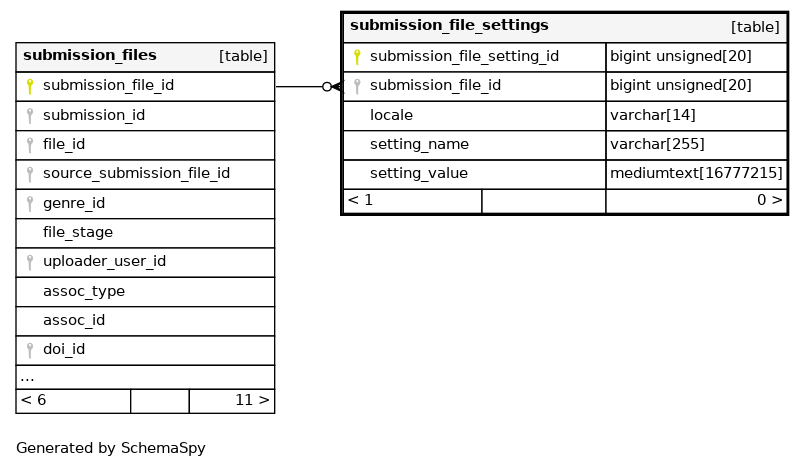 submission_files [table]
submission_file_id
submission_id
file_id
source_submission_file_id
genre_id
file_stage
uploader_user_id
assoc_type
assoc_id
doi_id
...
< 6 11 >
submission_file_settings [table]
submission_file_setting_id bigint unsigned[20]
submission_file_id bigint unsigned[20]
locale varchar[14]
setting_name varchar[255]
setting_value mediumtext[16777215]
< 1 0 >
Generated by SchemaSpy